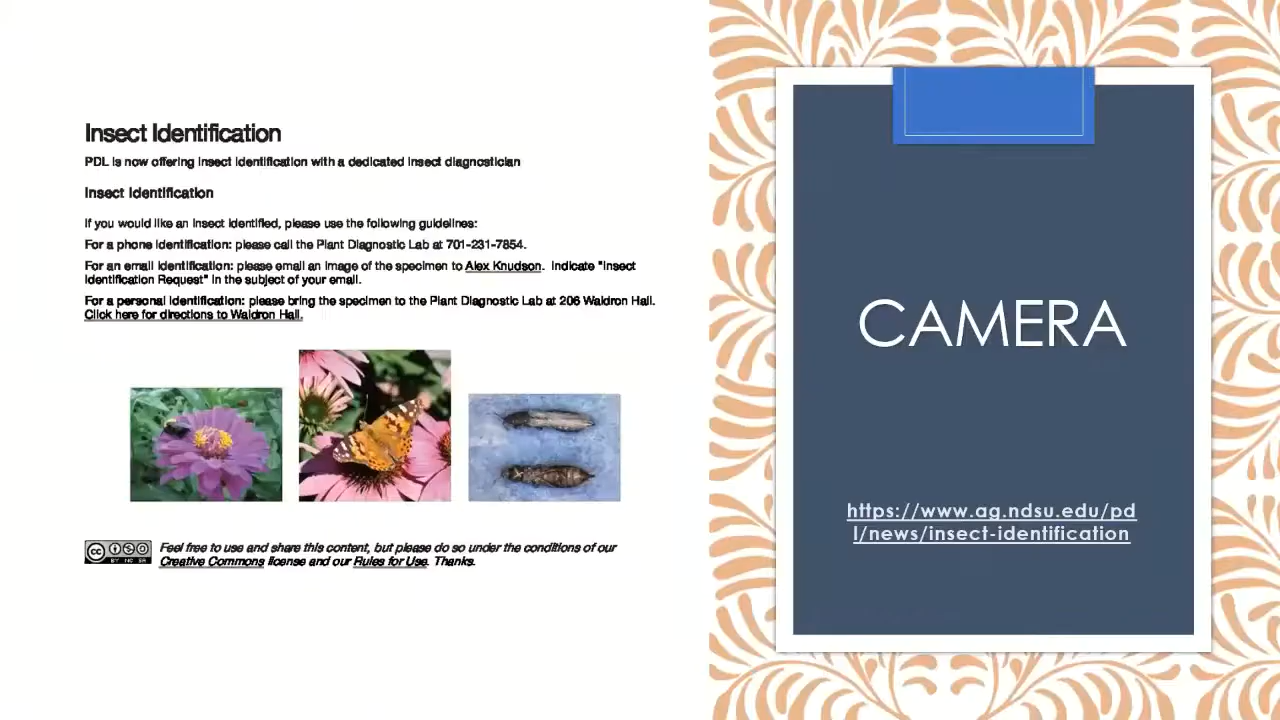 Insect Identification
PDL is now offering insect identification with a dedicated insect diagnostician
Insect Identification
If you would like an insect identified, please use the following guidelines:
For a phone identification: please call the Plant Diagnostic Lab at 701-231-7854.
For an email identification: please email an image of the specimen to Alex Knudson. Indicate "Insect
Identification Request" in the subject of your email.
For a personal identification: please bring the specimen to the Plant Diagnostic Lab at 206 Waldron Hall.
Click here for directions to Waldron Hall.
cc
BY NC SA
Feel free to use and share this content, but please do so under the conditions of our
Creative Commons license and our Rules for Use. Thanks.
CAMERA
https://www.ag.ndsu.edu/pd
l/news/insect-identification